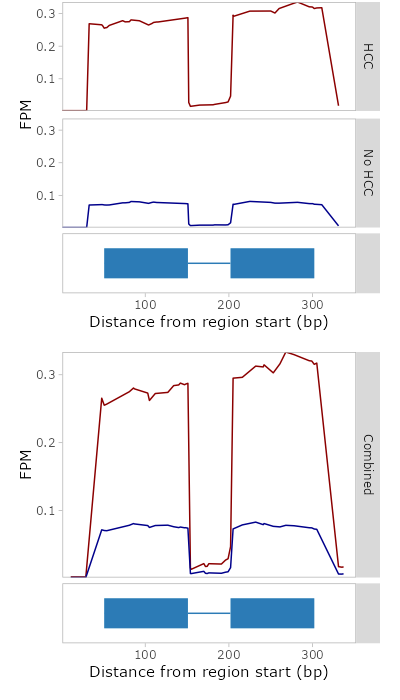 0.3
0.2
0.1
HCC
FPM
0.3
0.2
0.1
No HCC
100 200 300
Distance from region start (bp)
0.3
0.2
0.1
FPM
Combined
100 200 300
Distance from region start (bp)